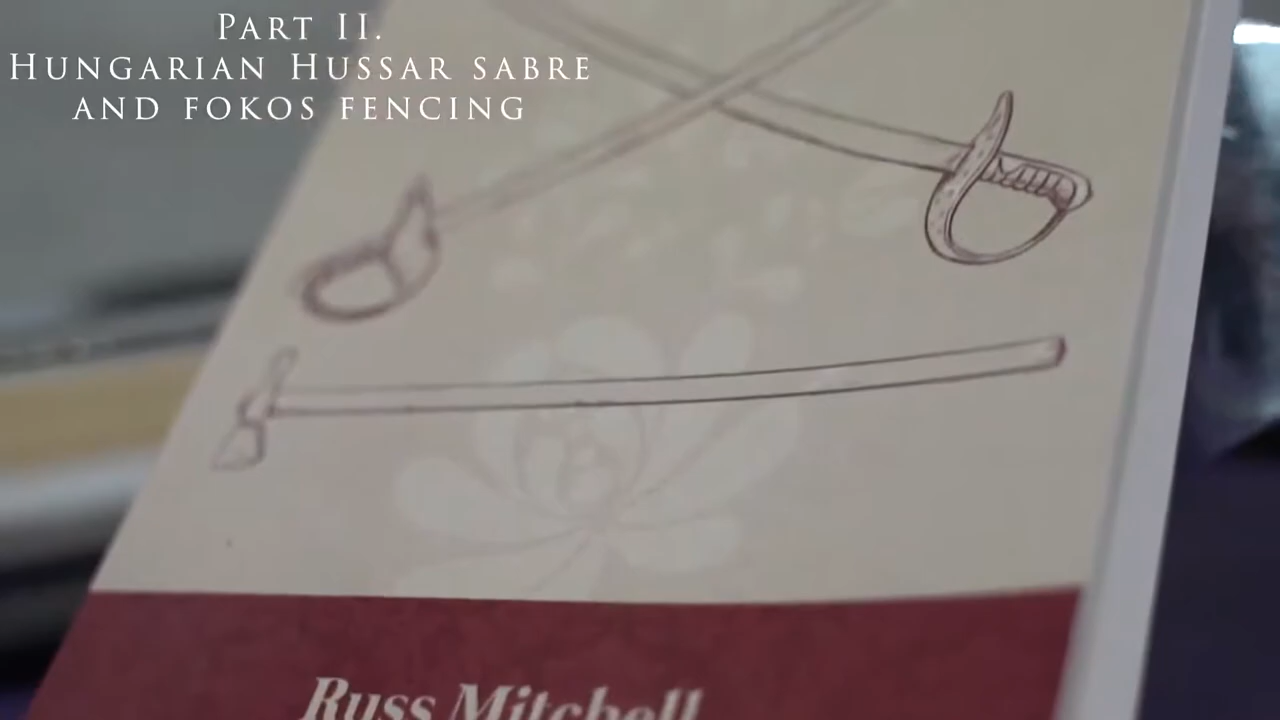 Part II.
Hungarian Hussar sabre
and fokos fencing
Russ Mitchell